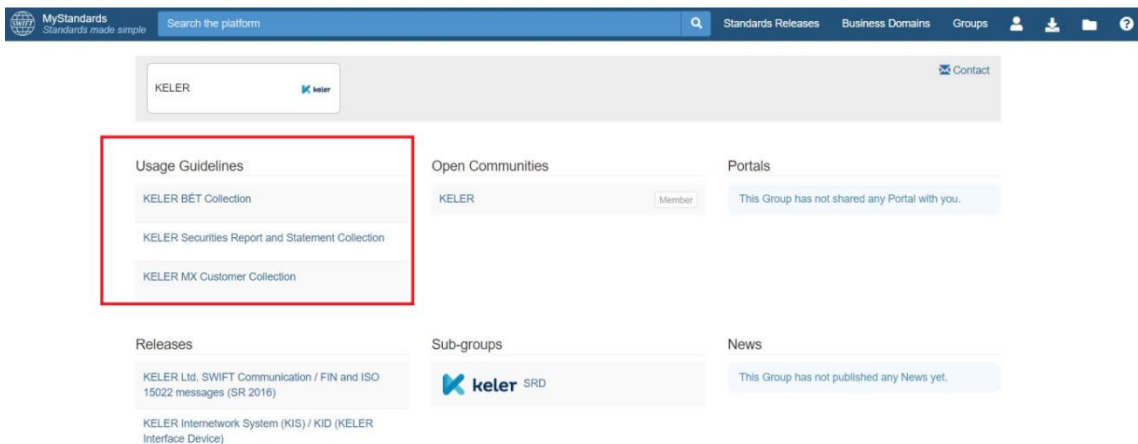 SWIFT
MyStandards
Standards made simple
Search the platform
Standards Releases
Business Domains
Groups
Contact
KELER
keler
Usage Guidelines
KELER BÉT Collection
KELER Securities Report and Statement Collection
KELER MX Customer Collection
Open Communities
KELER
Member
Portals
This Group has not shared any Portal with you.
Releases
KELER Ltd. SWIFT Communication / FIN and ISO
15022 messages (SR 2016)
KELER Internetwork System (KIS) / KID (KELER
Interface Device)
Sub-groups
keler SRD
News
This Group has not published any News yet.